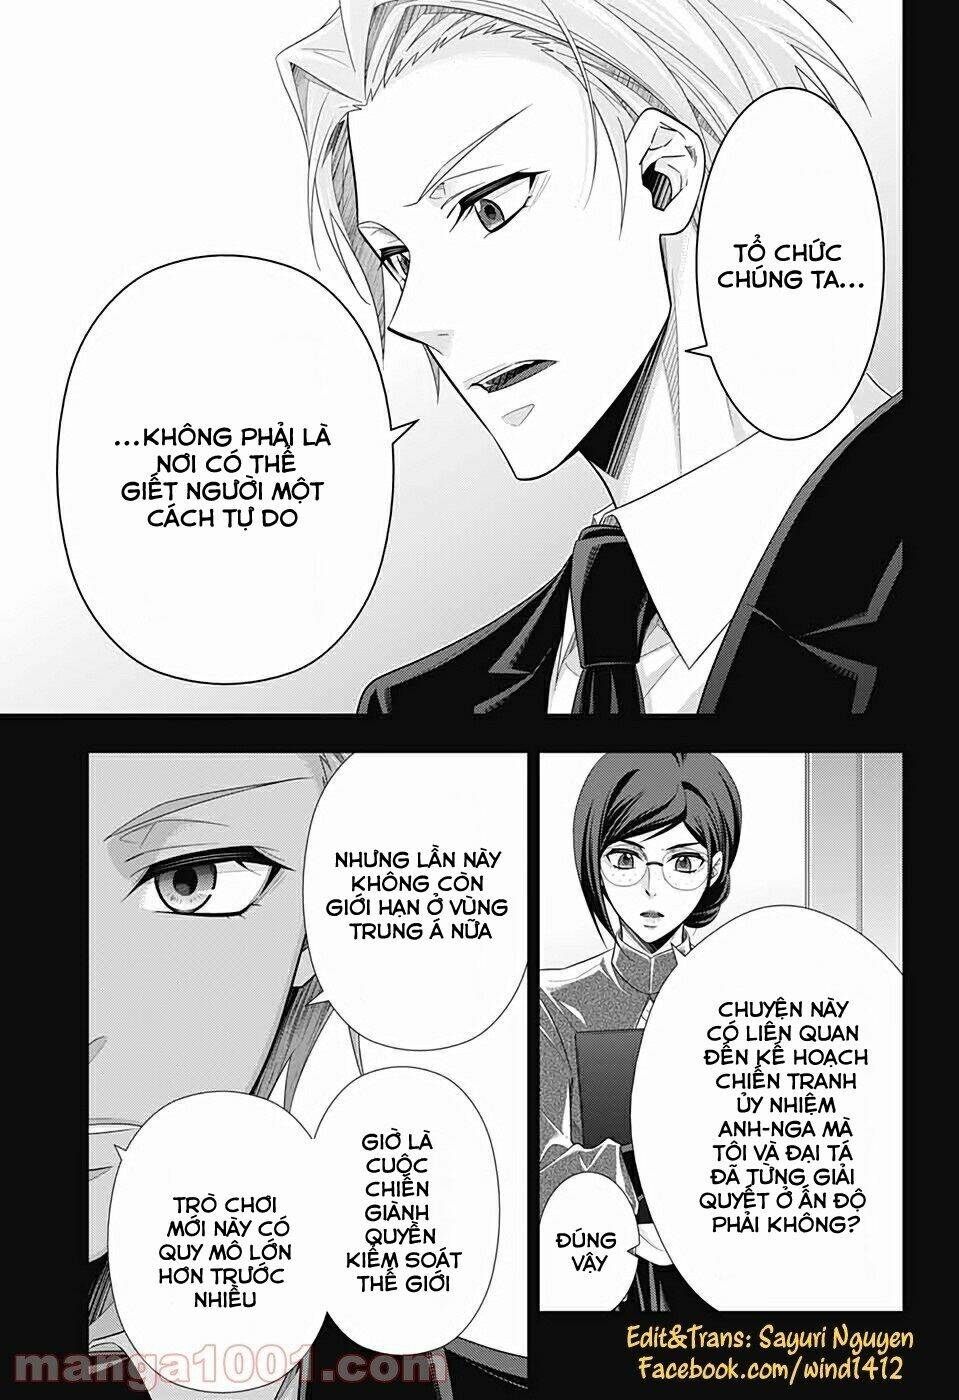 TỔ CHỨC
CHÚNG TA...
...KHÔNG PHẢI LÀ
NƠI CÓ THỂ
GIẾT NGƯỜI MỘT
CÁCH TỰ DO
CHUYỆN NÀY
CÓ LIÊN QUAN
ĐẾN KẾ HOẠCH
CHIẾN TRANH
ỦY NHIỆM
ANH-NGA MÀ
TÔI VÀ ĐẠI TÁ
ĐÃ TỪNG GIẢI
QUYẾT Ở ẤN ĐỘ
PHẢI KHÔNG?
ĐÚNG
VẬY
NHƯNG LẦN NÀY
KHÔNG CÒN
GIỚI HẠN Ở VÙNG
TRUNG Á NỮA
GIỜ LÀ
CUỘC
CHIẾN
GIÀNH
QUYỀN
KIỂM SOÁT
THẾ GIỚI
TRÒ CHƠI
MỚI NÀY CÓ
QUY MÔ LỚN
HƠN TRƯỚC
NHIỀU
Edit&Trans: Sayuri Nguyen
Facebook.com/wind1412
manga1001.com